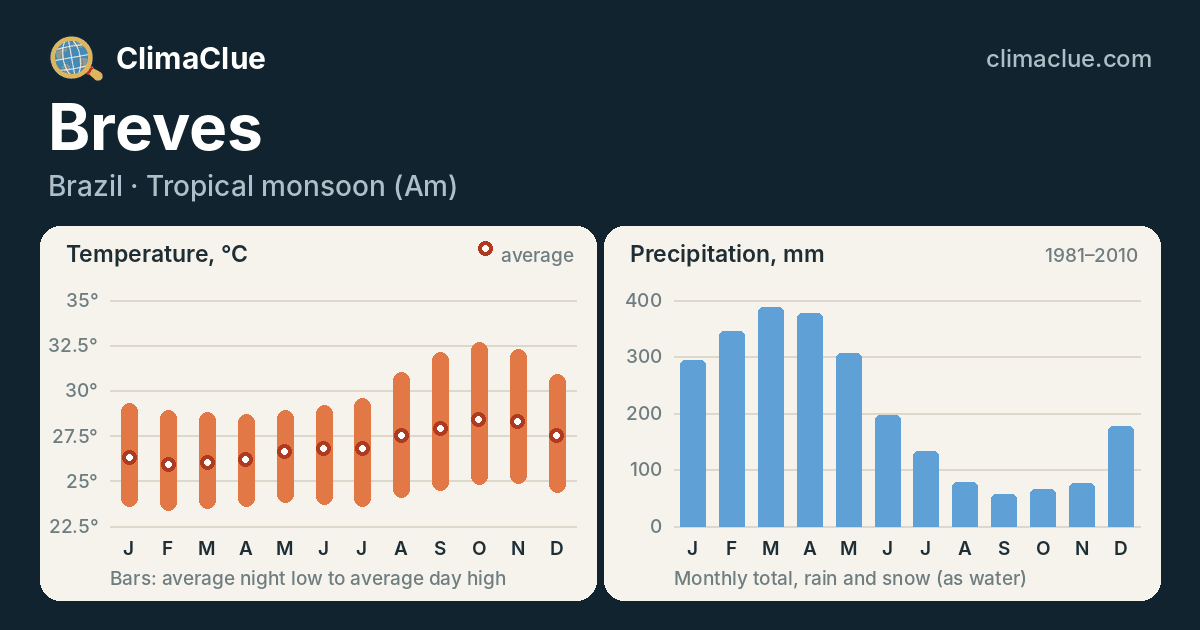 ClimaClue
climaclue.com
Breves
Brazil · Tropical monsoon (Am)
Temperature, °C
average
35°
32.5°
30°
27.5°
25°
22.5°
J F M A M J J A S O N D
Bars: average night low to average day high
Precipitation, mm
1981–2010
400
300
200
100
0
J F M A M J J A S O N D
Monthly total, rain and snow (as water)